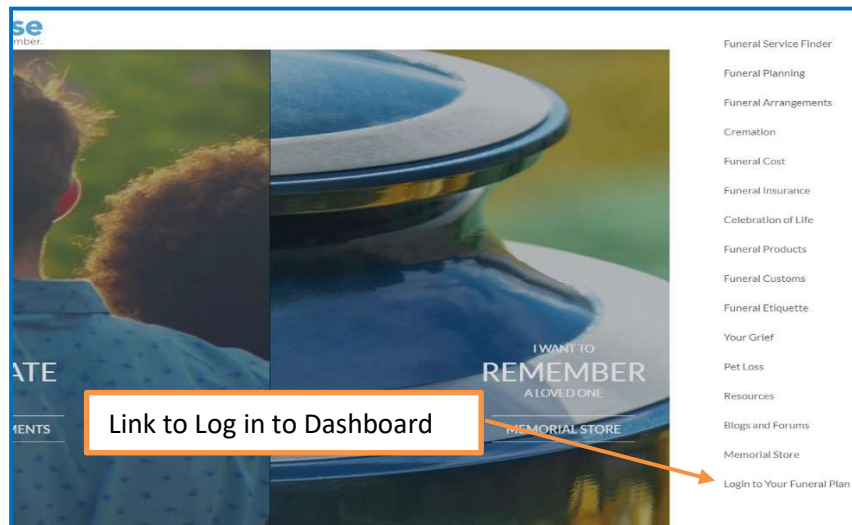 se
mber.
Funeral Service Finder
Funeral Planning
Funeral Arrangements
Cremation
Funeral Cost
Funeral Insurance
Celebration of Life
Funeral Products
Funeral Customs
Funeral Etiquette
Your Grief
Pet Loss
Resources
Blogs and Forums
Memorial Store
Login to Your Funeral Plan
ATE
MENTS
I WANT TO
REMEMBER
A LOVED ONE
MEMORIAL STORE
Link to Log in to Dashboard